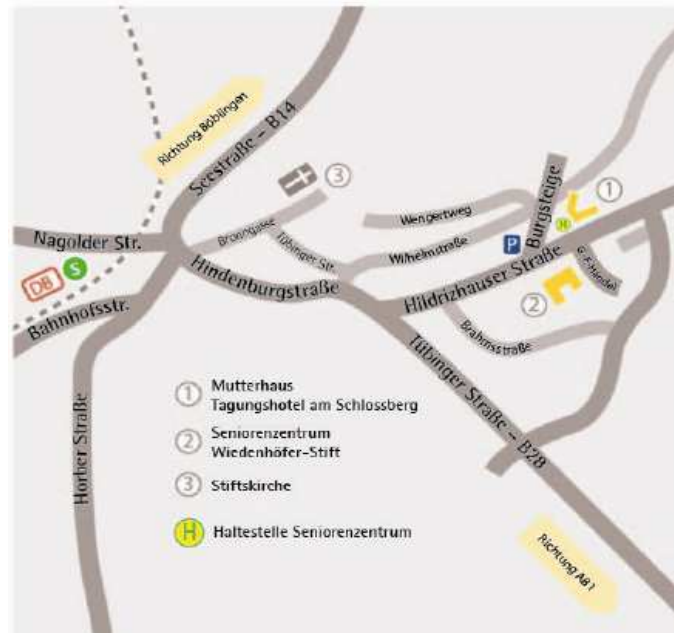 Richtung Böblingen
Seestraße – B14
3
1
Wengertweg
Burgsteige
H
Nagolder Str.
Bronngasse
Tübinger Str.
Wilhelmstraße
P
DB
S
Hindenburgstraße
Hildrizhauser Straße
G.-F.-Händel
Bahnhofsstr.
2
Brahmsstraße
Horber Straße
Tübinger Straße – B28
1 Mutterhaus
Tagungshotel am Schlossberg
2 Seniorenzentrum
Wiedenhöfer-Stift
3 Stiftskirche
H Haltestelle Seniorenzentrum
Richtung A81